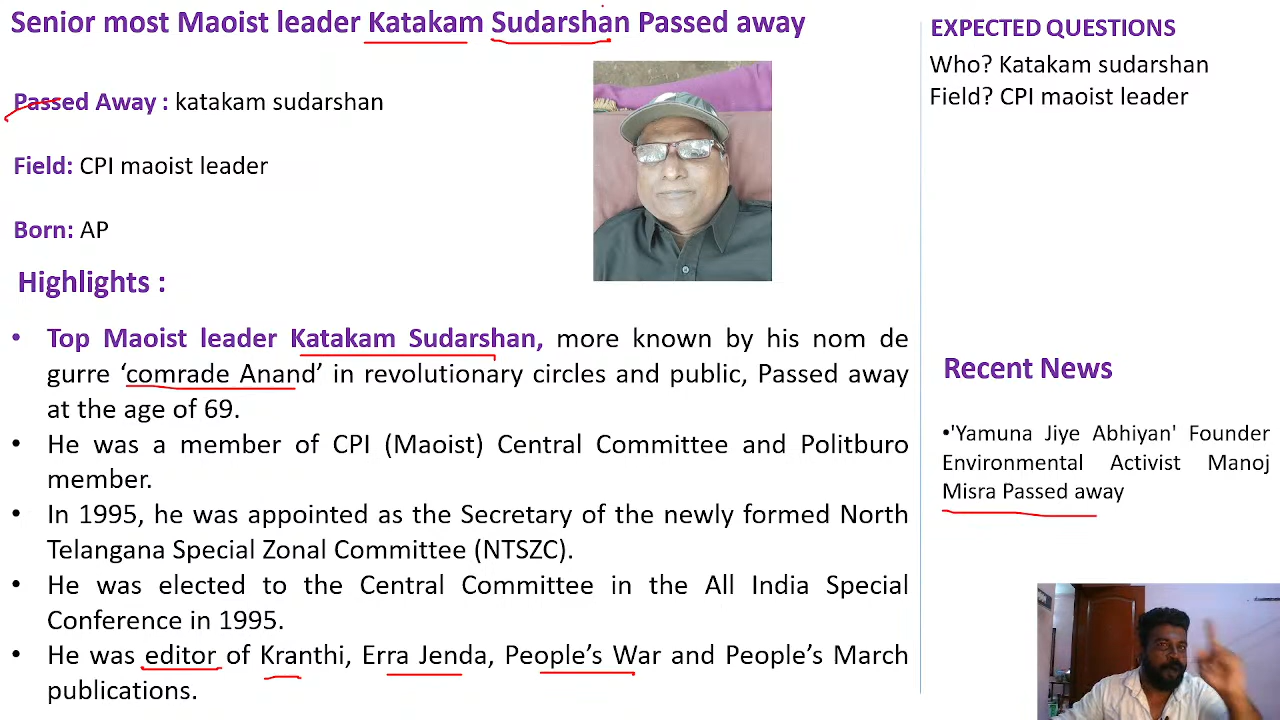 Senior most Maoist leader Katakam Sudarshan Passed away
Passed Away : katakam sudarshan
Field: CPI maoist leader
Born: AP
Highlights :
• Top Maoist leader Katakam Sudarshan, more known by his nom de
gurre ‘comrade Anand’ in revolutionary circles and public, Passed away
at the age of 69.
• He was a member of CPI (Maoist) Central Committee and Politburo
member.
• In 1995, he was appointed as the Secretary of the newly formed North
Telangana Special Zonal Committee (NTSZC).
• He was elected to the Central Committee in the All India Special
Conference in 1995.
• He was editor of Kranthi, Erra Jenda, People’s War and People’s March
publications.
EXPECTED QUESTIONS
Who? Katakam sudarshan
Field? CPI maoist leader
Recent News
•'Yamuna Jiye Abhiyan' Founder
Environmental Activist Manoj
Misra Passed away